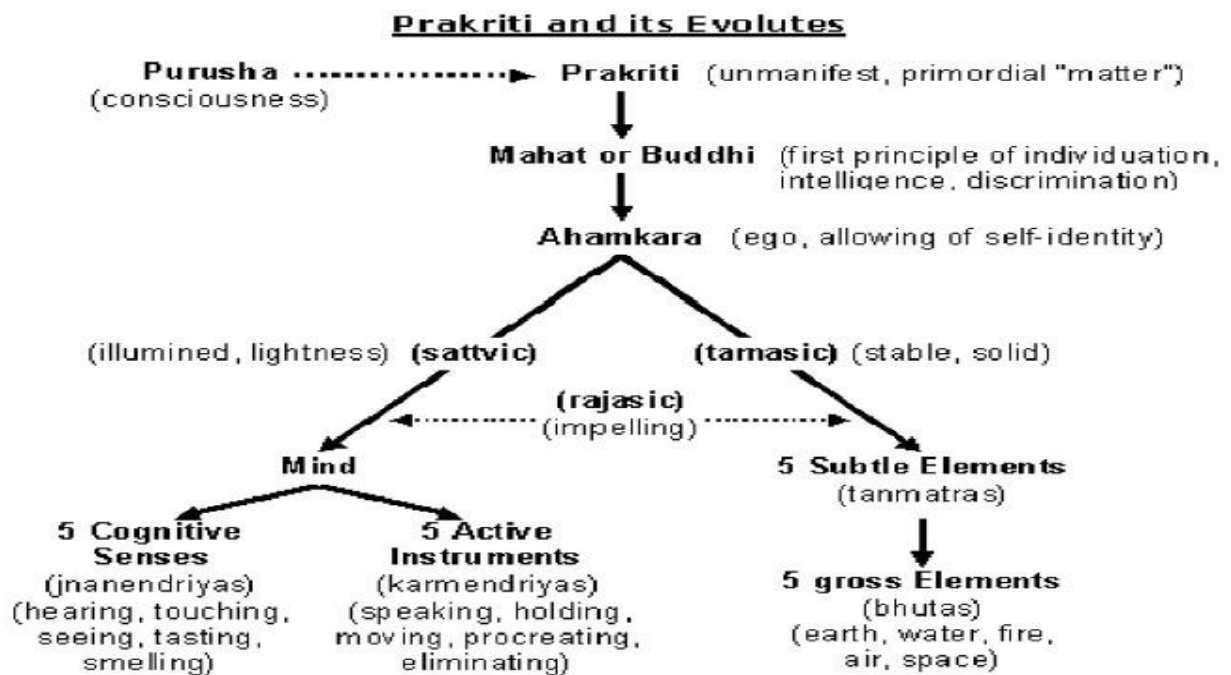 Prakriti and its Evolutes
Purusha
(consciousness)
Prakriti (unmanifest, primordial "matter")
Mahat or Buddhi (first principle of individuation,
intelligence, discrimination)
Ahamkara (ego, allowing of self-identity)
(illumined, lightness) (sattvic)
(tamasic) (stable, solid)
(rajasic)
(impelling)
Mind
5 Cognitive
Senses
(jnanendriyas)
(hearing, touching,
seeing, tasting,
smelling)
5 Active
Instruments
(karmendriyas)
(speaking, holding,
moving, procreating,
eliminating)
5 Subtle Elements
(tanmatras)
5 gross Elements
(bhutas)
(earth, water, fire,
air, space)